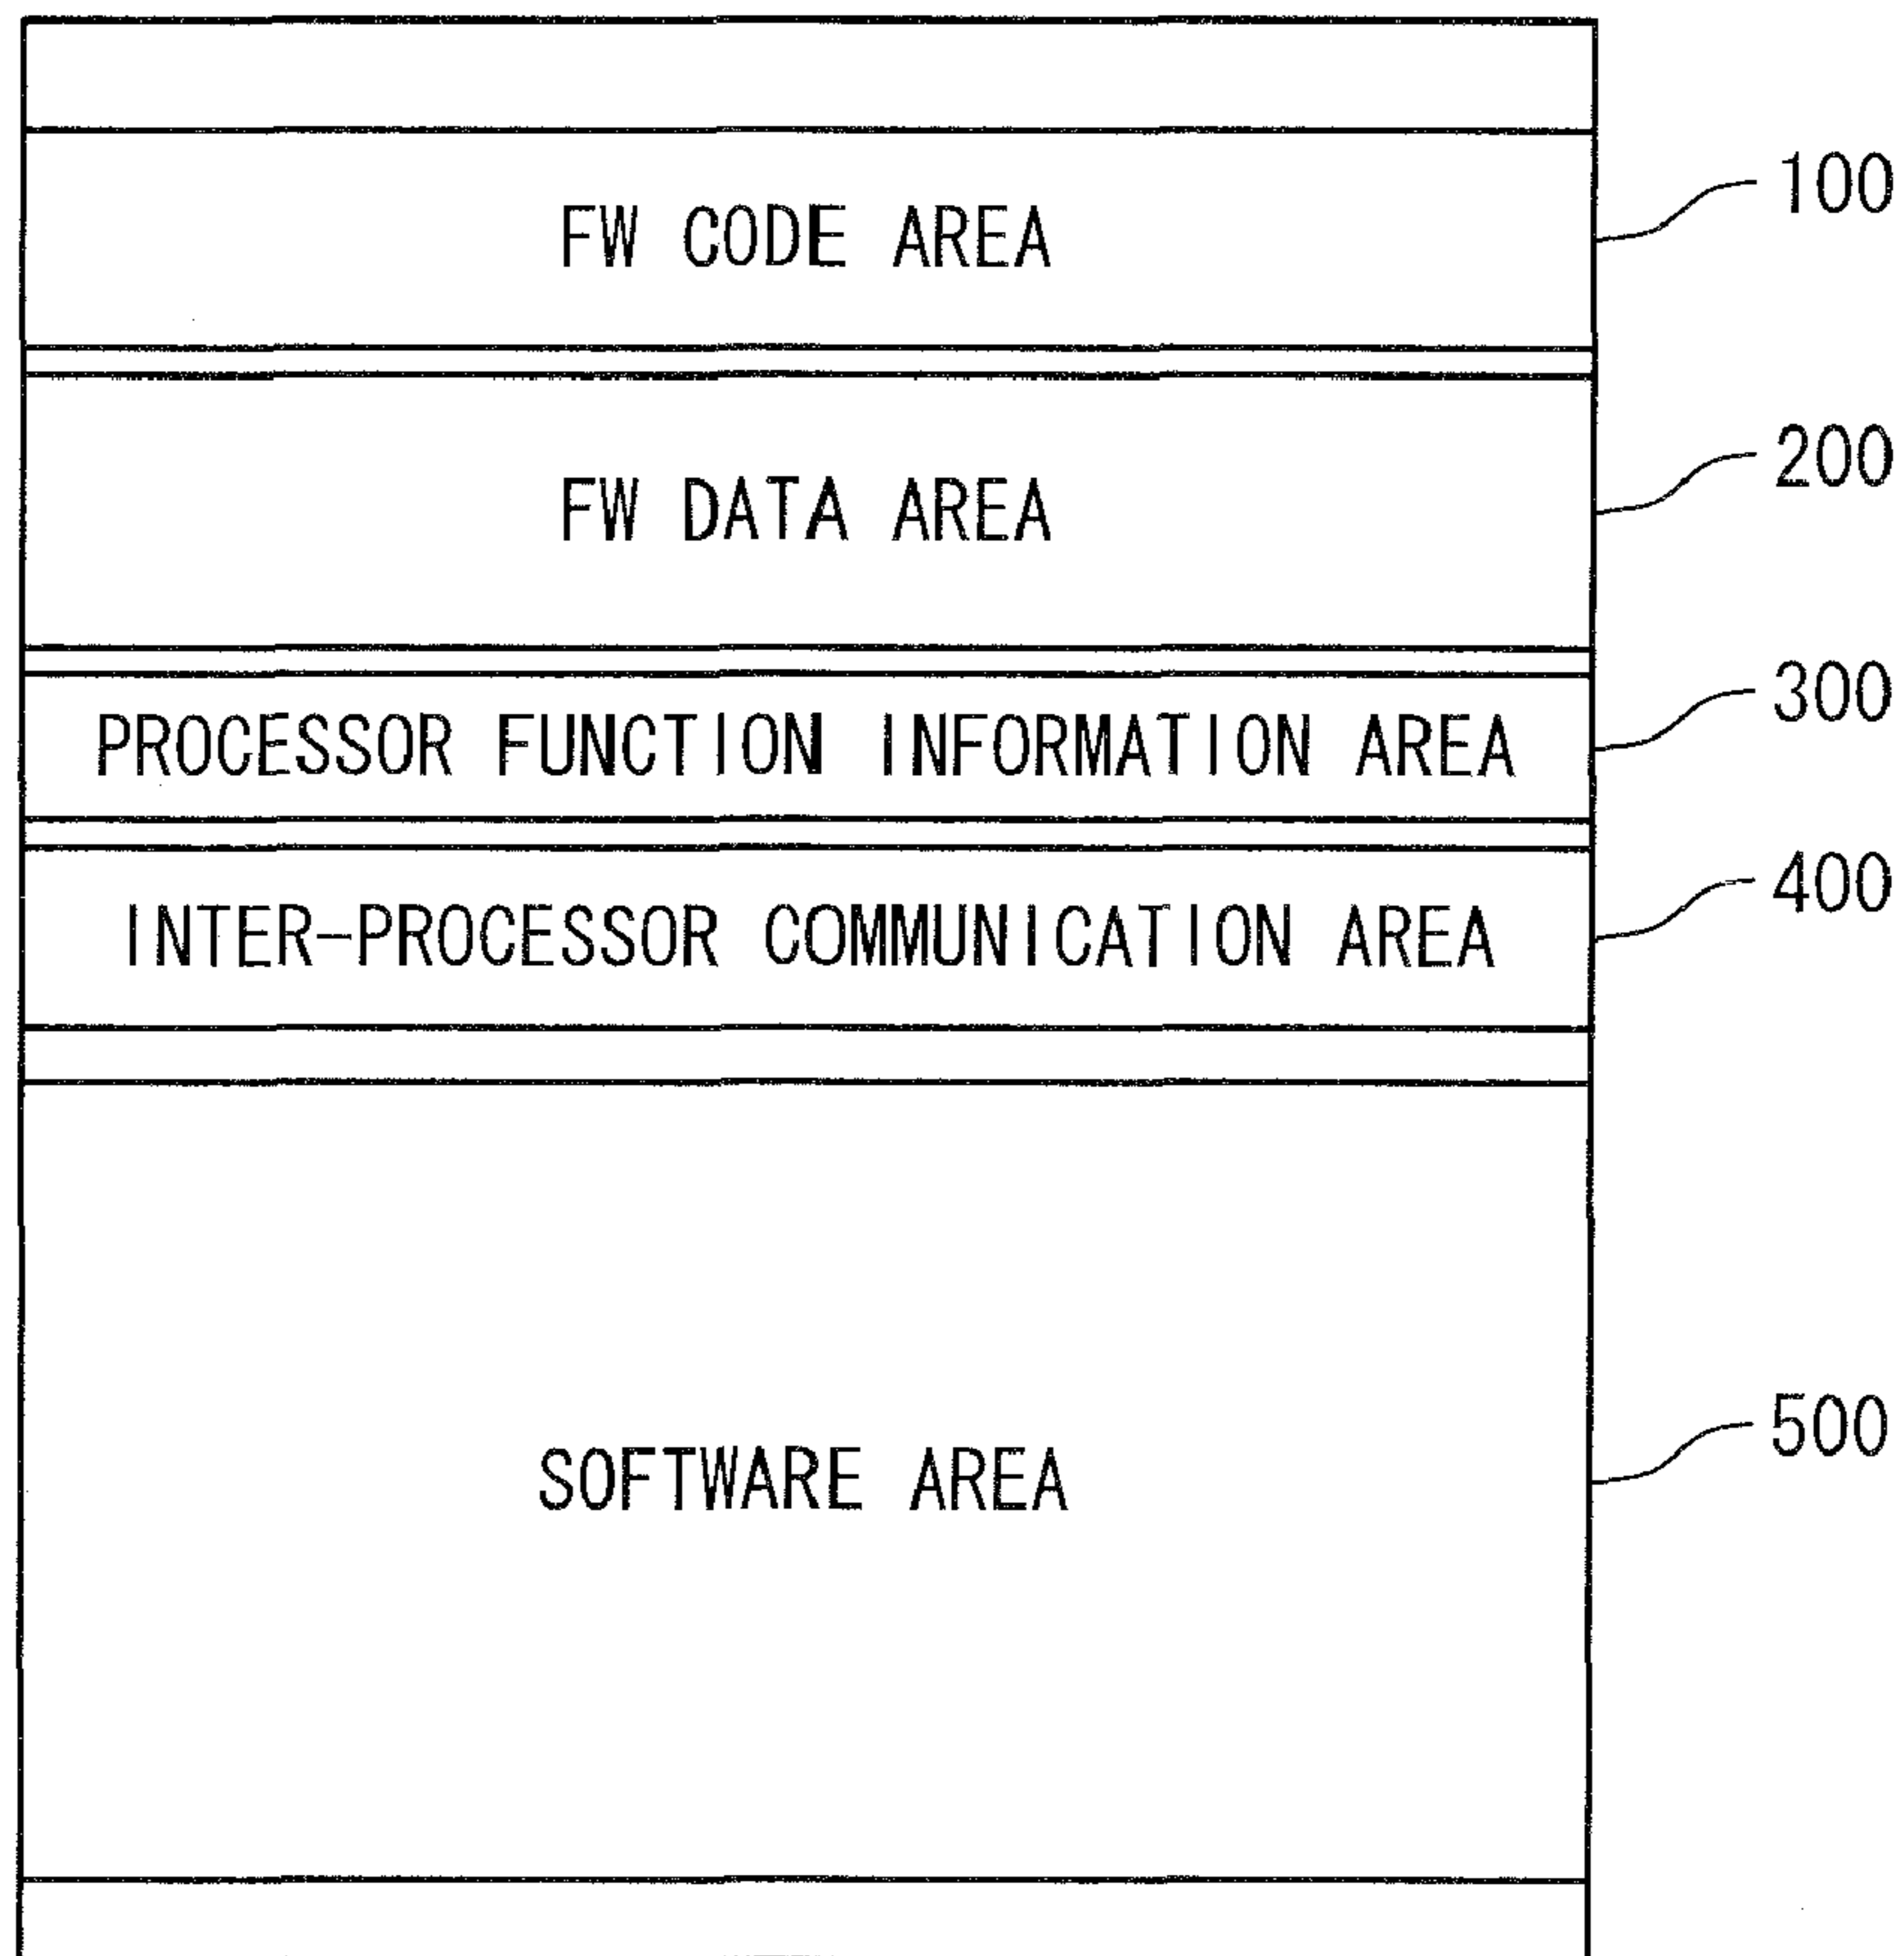 FW CODE AREA
100
FW DATA AREA
200
PROCESSOR FUNCTION INFORMATION AREA
300
INTER-PROCESSOR COMMUNICATION AREA
400
SOFTWARE AREA
500